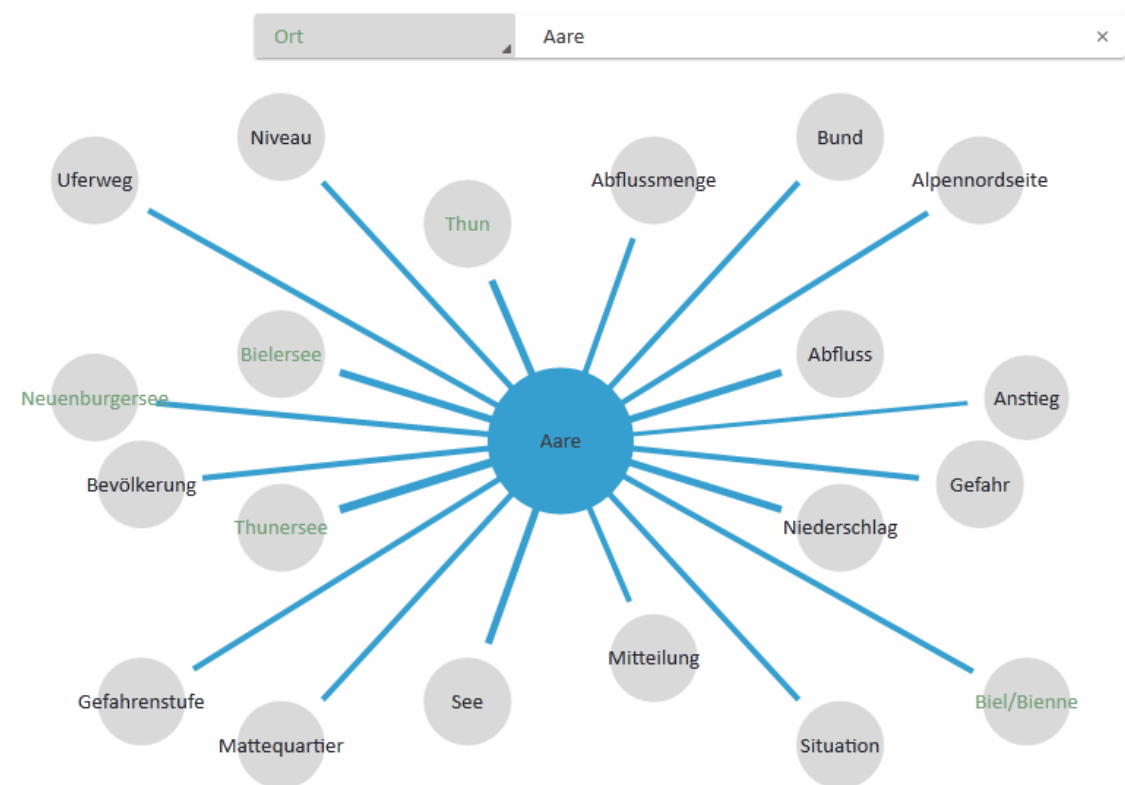 Ort
Aare
×
Niveau
Bund
Uferweg
Abflussmenge
Alpennordseite
Thun
Bielersee
Abfluss
Neuenburgersee
Anstieg
Aare
Bevölkerung
Gefahr
Thunersee
Niederschlag
Mitteilung
Gefahrenstufe
See
Biel/Bienne
Mattequartier
Situation